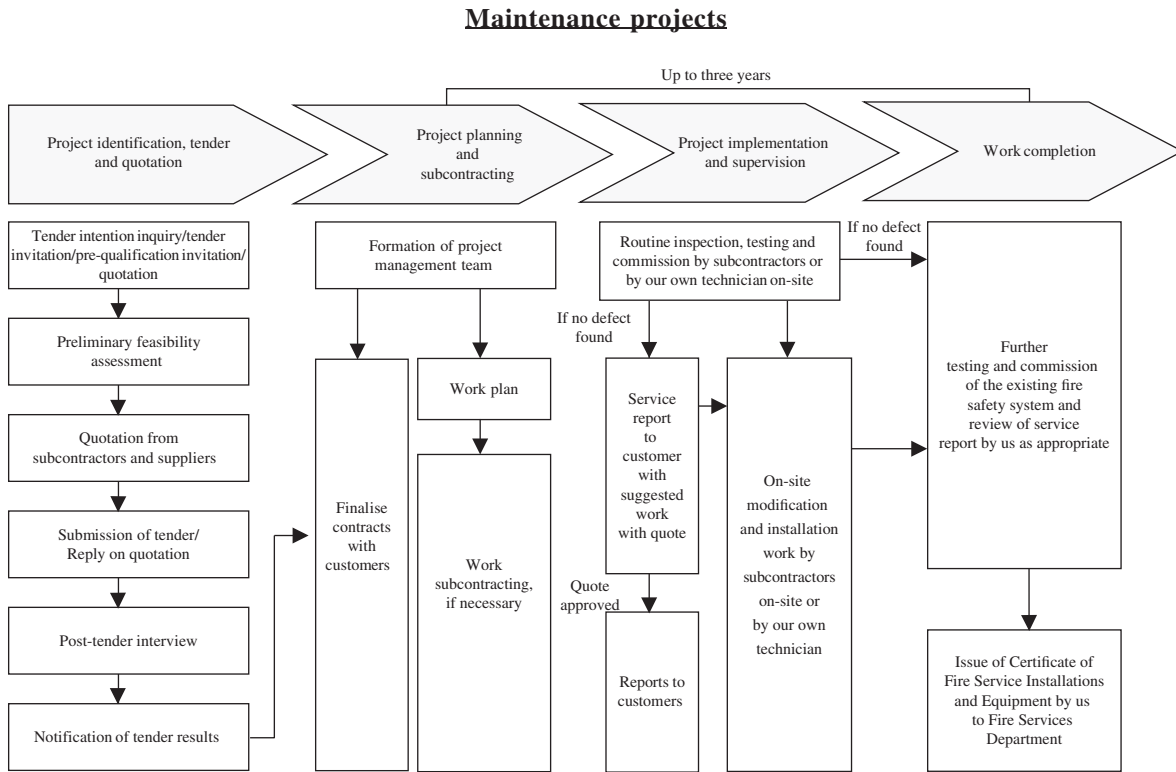 Maintenance projects
Up to three years
Project identification, tender
and quotation
Project planning
and
subcontracting
Project implementation
and supervision
Work completion
Tender intention inquiry/tender
invitation/pre-qualification invitation/
quotation
Preliminary feasibility
assessment
Quotation from
subcontractors and suppliers
Submission of tender/
Reply on quotation
Post-tender interview
Notification of tender results
Formation of project
management team
Finalise
contracts
with
customers
Work plan
Work
subcontracting,
if necessary
Routine inspection, testing and
commission by subcontractors or
by our own technician on-site
If no defect
found
If no defect
found
Service
report
to
customer
with
suggested
work
with quote
Quote
approved
Reports to
customers
On-site
modification
and installation
work by
subcontractors
on-site or
by our own
technician
Further
testing and commission
of the existing fire
safety system and
review of service
report by us as appropriate
Issue of Certificate of
Fire Service Installations
and Equipment by us
to Fire Services
Department